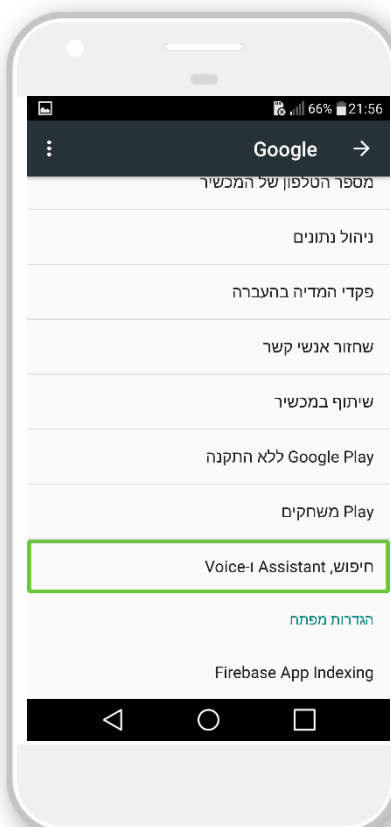 66% 21:56
Google
מספר הטלפון של המכשיר
ניהול נתונים
פקדי המדיה בהעברה
שחזור אנשי קשר
שיתוף במכשיר
Google Play ללא התקנה
Play משחקים
חיפוש, Assistant ו-Voice
הגדרות מפתח
Firebase App Indexing